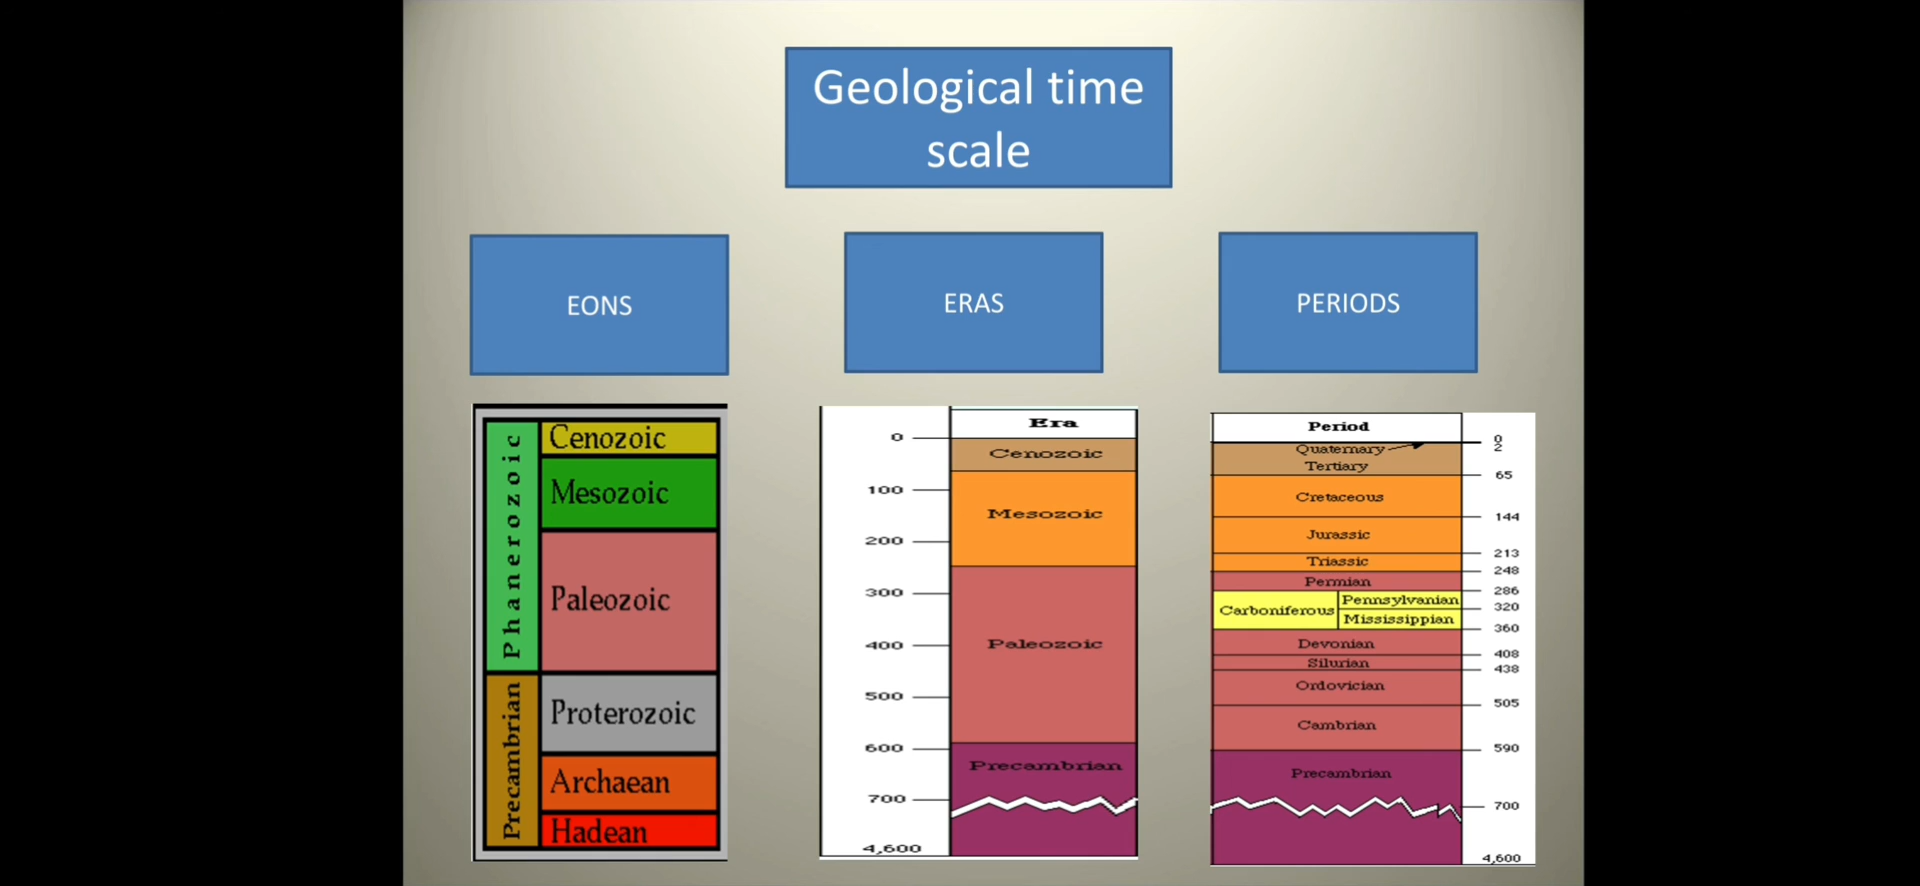 Geological time
scale
EONS
ERAS
PERIODS
Phanerozoic
Cenozoic
Mesozoic
Paleozoic
Precambrian
Proterozoic
Archaean
Hadean
Era
0
Cenozoic
100
Mesozoic
200
300
400
Paleozoic
500
600
Precambrian
700
4,600
Period
0
Quaternary
2
Tertiary
65
Cretaceous
144
Jurassic
213
Triassic
248
Permian
286
Carboniferous
Pennsylvanian
320
Mississippian
360
Devonian
408
Silurian
438
Ordovician
505
Cambrian
590
Precambrian
700
4,600